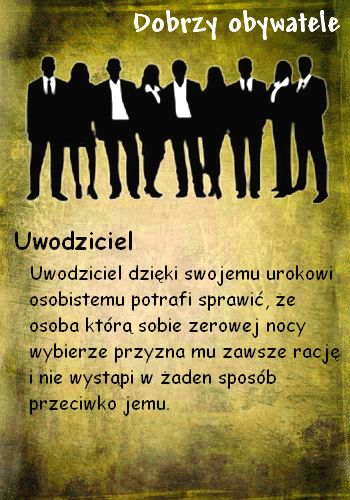 Dobrzy obywatele
Uwodziciel
Uwodziciel dzięki swojemu urokowi
osobistemu potrafi sprawić, że
osoba którą sobie zerowej nocy
wybierze przyzna mu zawsze rację
i nie wystąpi w żaden sposób
przeciwko jemu.